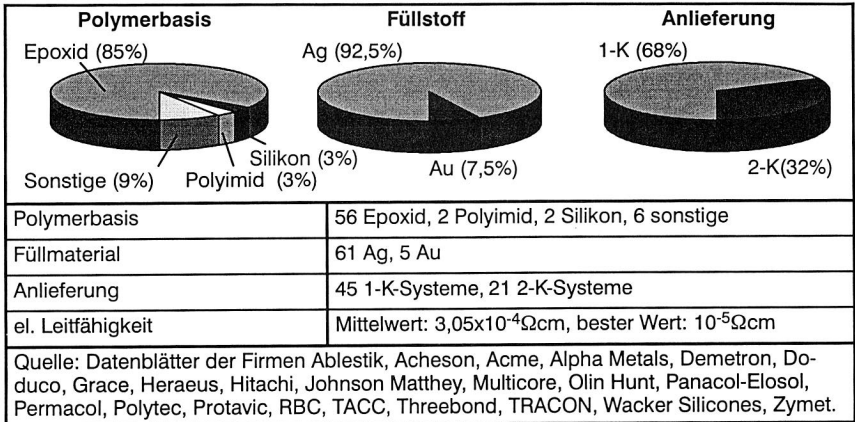 Polymerbasis
Füllstoff
Anlieferung
Epoxid (85%)
Ag (92,5%)
1-K (68%)
Silikon (3%)
Sonstige (9%)
Polyimid (3%)
Au (7,5%)
2-K(32%)
Polymerbasis 56 Epoxid, 2 Polyimid, 2 Silikon, 6 sonstige
Füllmaterial 61 Ag, 5 Au
Anlieferung 45 1-K-Systeme, 21 2-K-Systeme
el. Leitfähigkeit Mittelwert: 3,05x10⁻⁴Ωcm, bester Wert: 10⁻⁵Ωcm
Quelle: Datenblätter der Firmen Ablestik, Acheson, Acme, Alpha Metals, Demetron, Do-
duco, Grace, Heraeus, Hitachi, Johnson Matthey, Multicore, Olin Hunt, Panacol-Elosol,
Permacol, Polytec, Protavic, RBC, TACC, Threebond, TRACON, Wacker Silicones, Zymet.